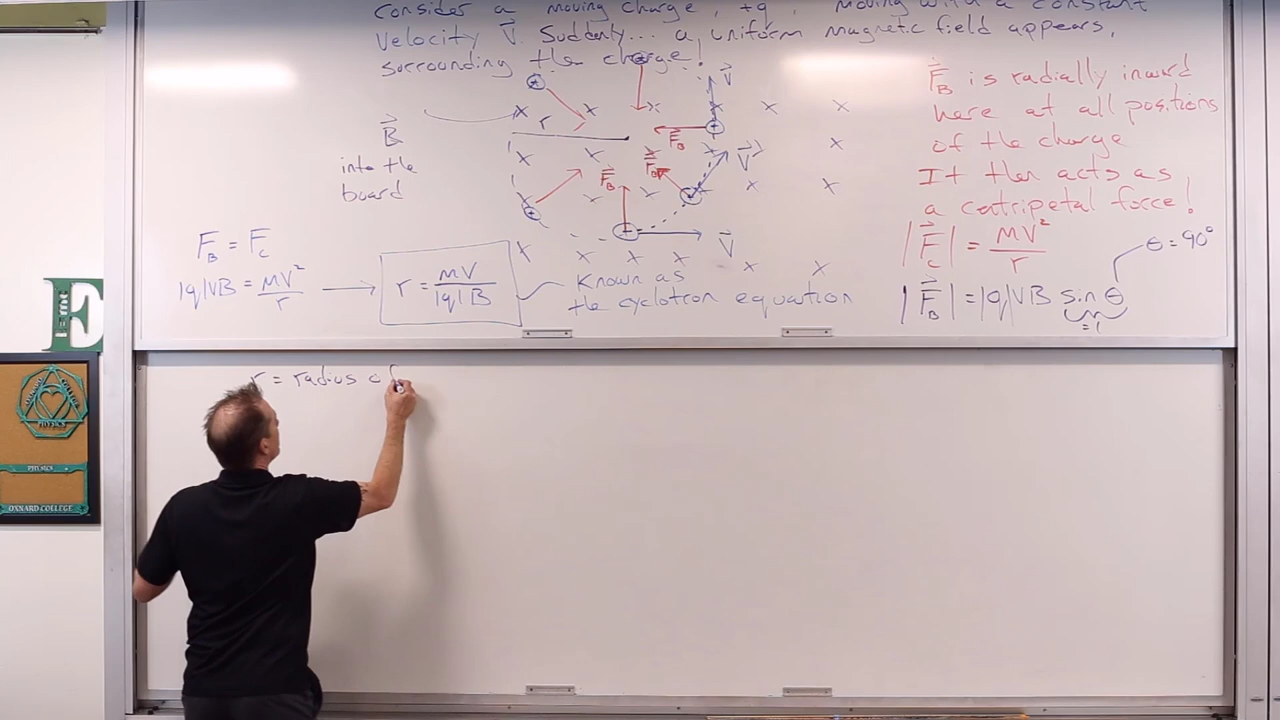 Consider a moving charge, +q, moving with a constant
velocity V. Suddenly... a uniform magnetic field appears,
surrounding the charge!
B
into the
board
r
F_B
V
F_B
V
F_B
V
F_B is radially inward
here at all positions
of the charge
It then acts as
a centripetal force!
|F_C| = mV²/r
θ = 90°
|F_B| = |q|VB sin θ
=1
F_B = F_C
|q|VB = mV²/r → r = mV/|q|B
Known as
the cyclotron equation
r = radius of
E
PHYSICS
PHYSICS
OXNARD COLLEGE